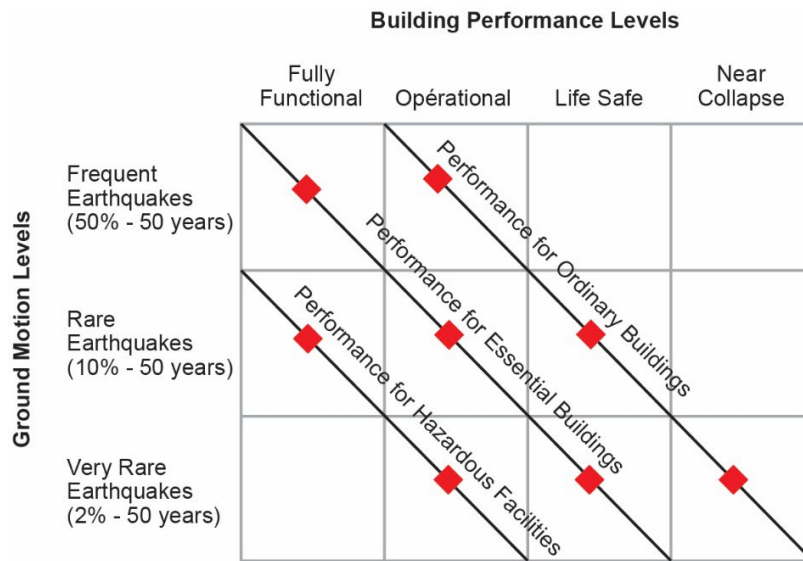 Building Performance Levels
Fully
Functional
Opérational
Life Safe
Near
Collapse
Ground Motion Levels
Frequent
Earthquakes
(50% - 50 years)
Rare
Earthquakes
(10% - 50 years)
Very Rare
Earthquakes
(2% - 50 years)
Performance for Ordinary Buildings
Performance for Essential Buildings
Performance for Hazardous Facilities